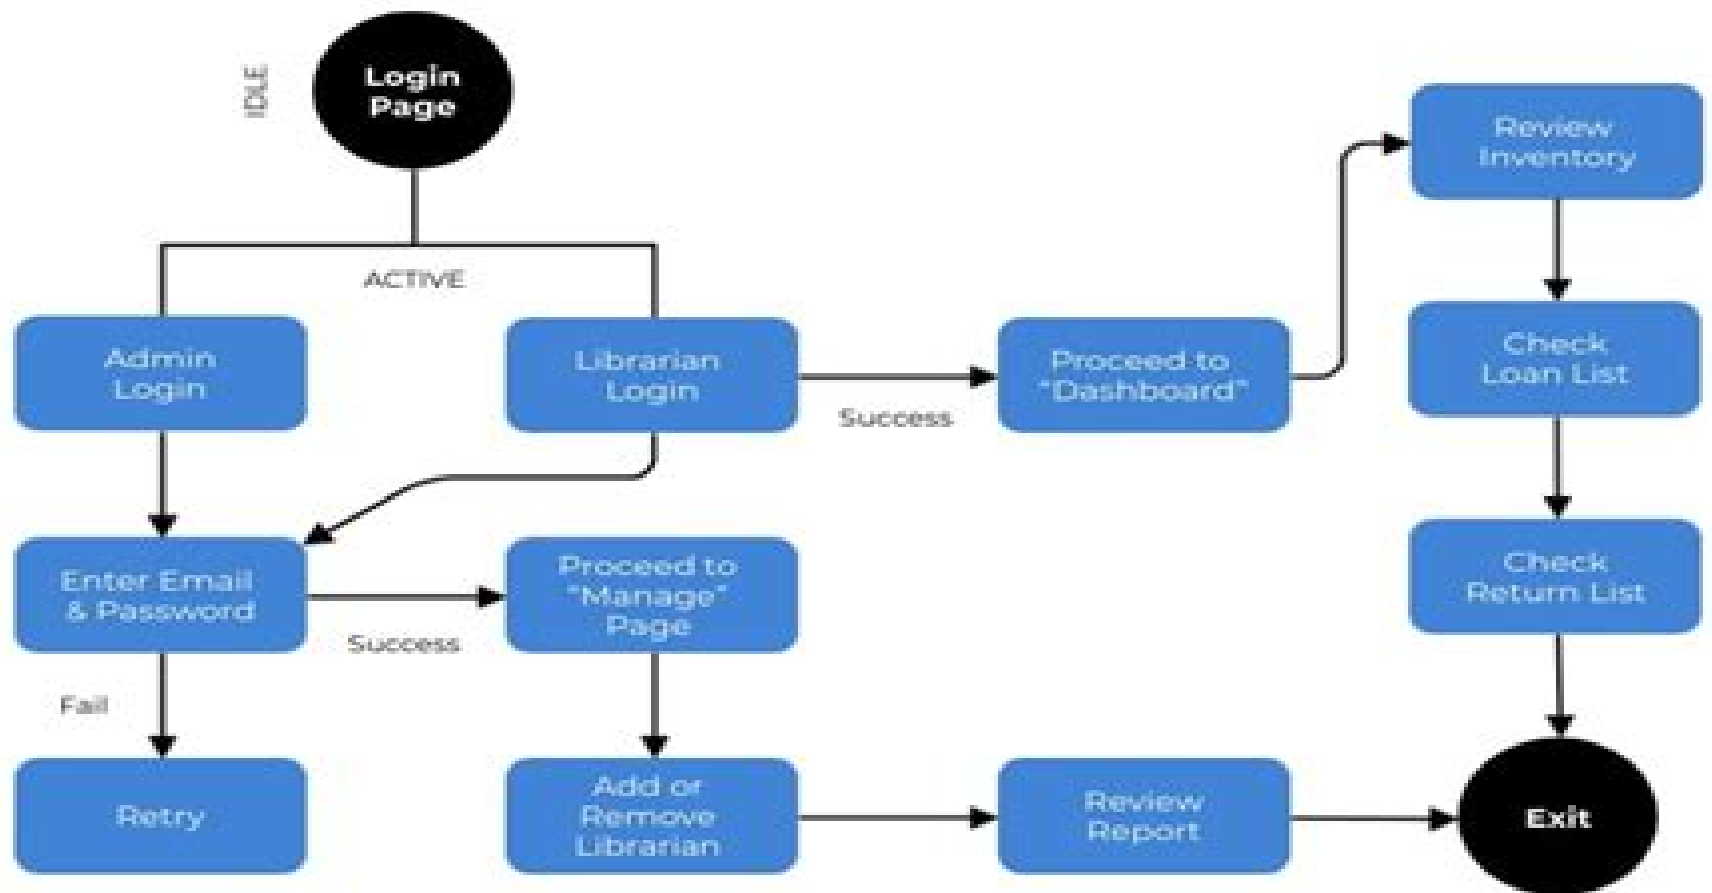 IDLE
Login
Page
ACTIVE
Admin
Login
Librarian
Login
Success
Proceed to
"Dashboard"
Review
Inventory
Check
Loan List
Check
Return List
Enter Email
& Password
Success
Proceed to
"Manage"
Page
Fail
Retry
Add or
Remove
Librarian
Review
Report
Exit